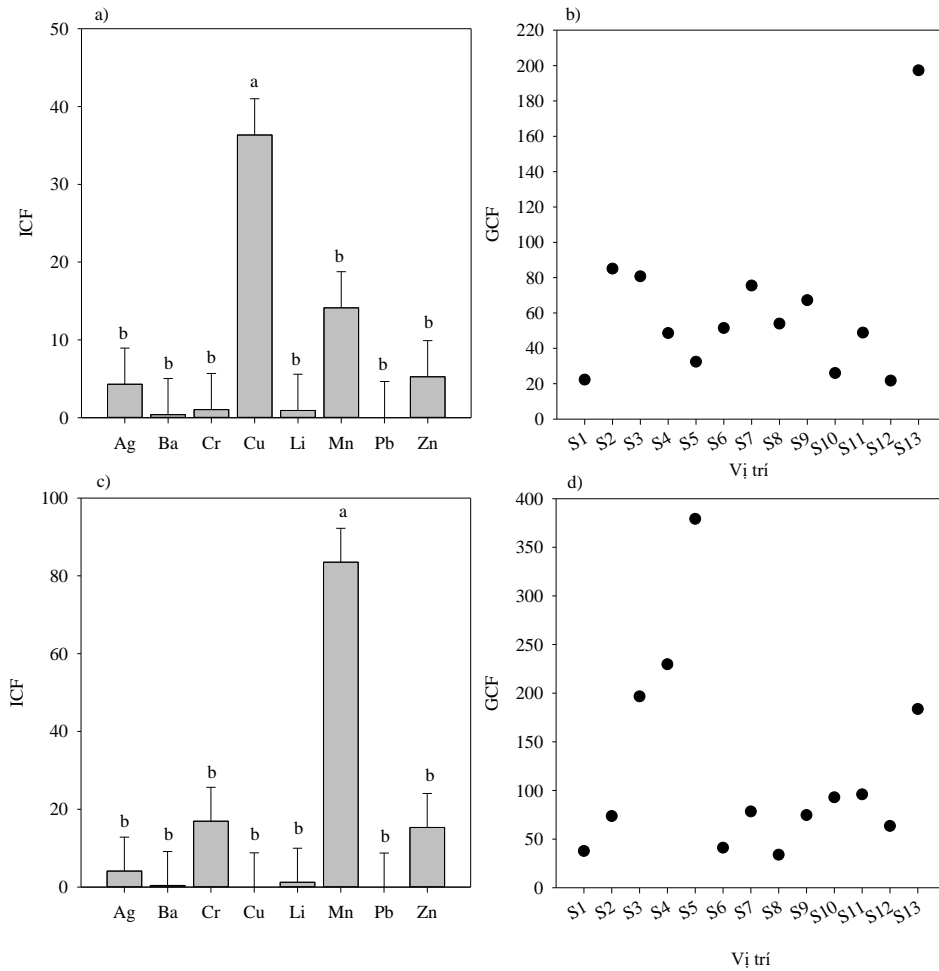 a)
50
40
30
20
10
0
ICF
a
b
b
b
b
b
b
b
Ag Ba Cr Cu Li Mn Pb Zn
b)
220
200
180
160
140
120
100
80
60
40
20
0
GCF
S1 S2 S3 S4 S5 S6 S7 S8 S9 S10 S11 S12 S13
Vị trí
c)
100
80
60
40
20
0
ICF
a
b
b
b
b
b
b
b
Ag Ba Cr Cu Li Mn Pb Zn
d)
400
350
300
250
200
150
100
50
0
GCF
S1 S2 S3 S4 S5 S6 S7 S8 S9 S10 S11 S12 S13
Vị trí